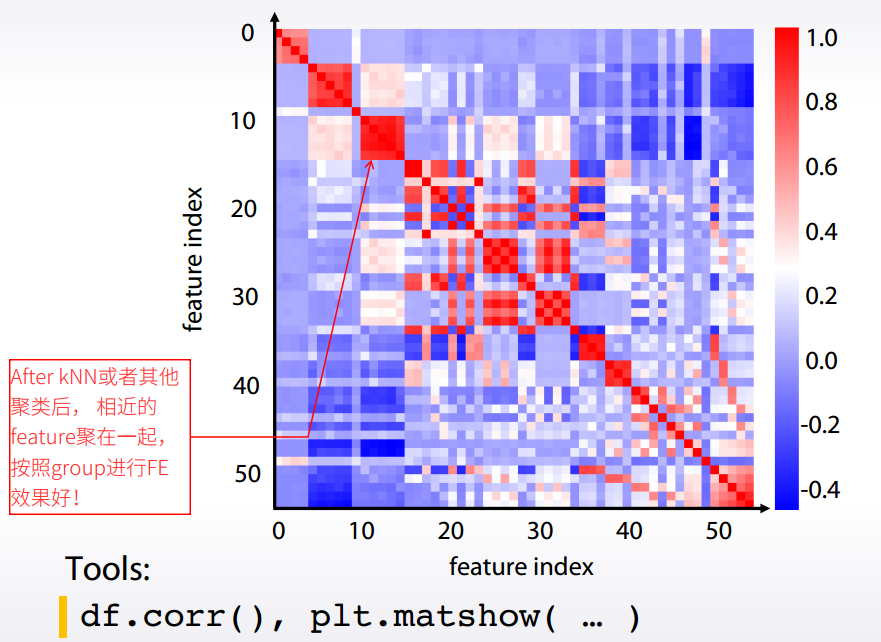 0
10
20
30
40
50
feature index
0
10
20
30
40
50
feature index
1.0
0.8
0.6
0.4
0.2
0.0
-0.2
-0.4
After kNN或者其他
聚类后， 相近的
feature聚在一起，
按照group进行FE
效果好！
Tools:
df.corr(), plt.matshow( … )